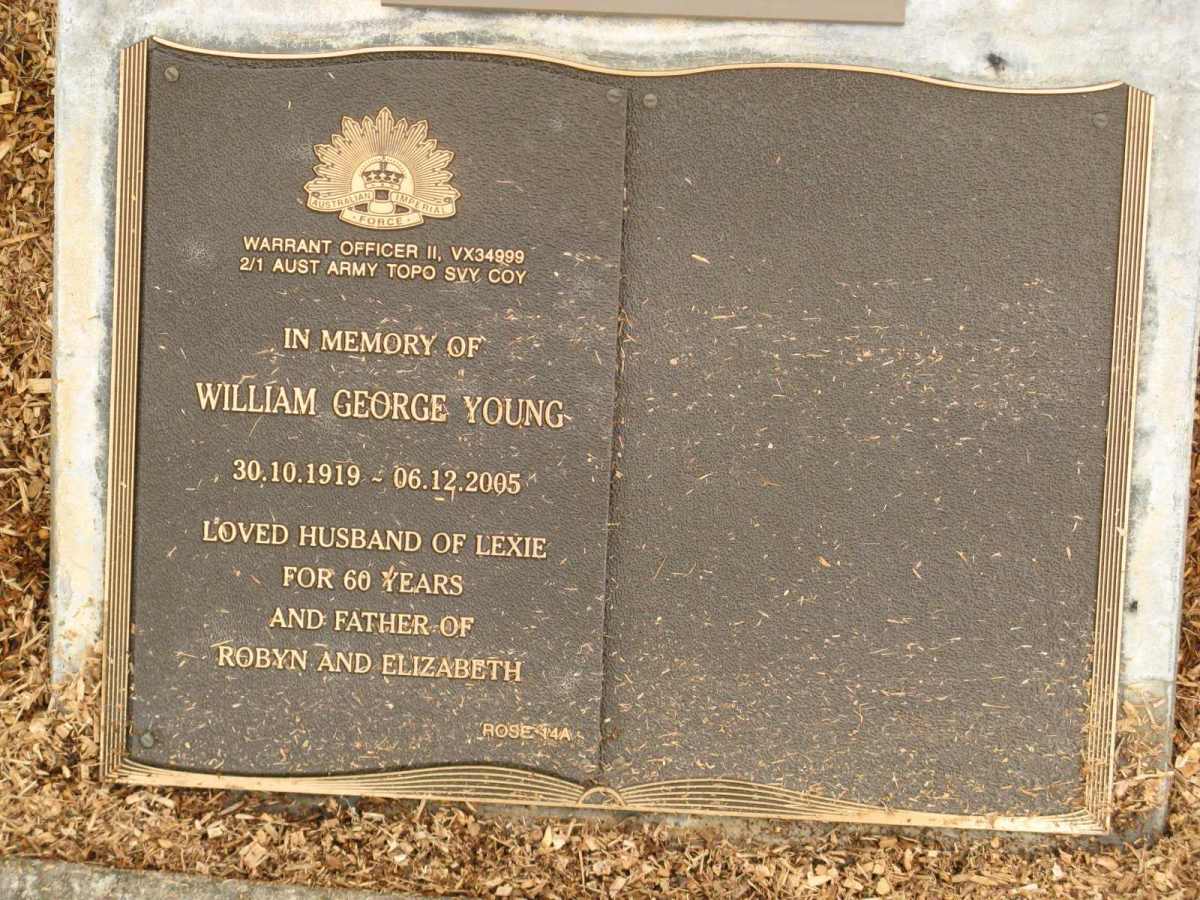 AUSTRALIAN IMPERIAL
FORCE
WARRANT OFFICER II, VX34999
2/1 AUST ARMY TOPO SVY COY
IN MEMORY OF
WILLIAM GEORGE YOUNG
30.10.1919 ~ 06.12.2005
LOVED HUSBAND OF LEXIE
FOR 60 YEARS
AND FATHER OF
ROBYN AND ELIZABETH
ROSE 14A